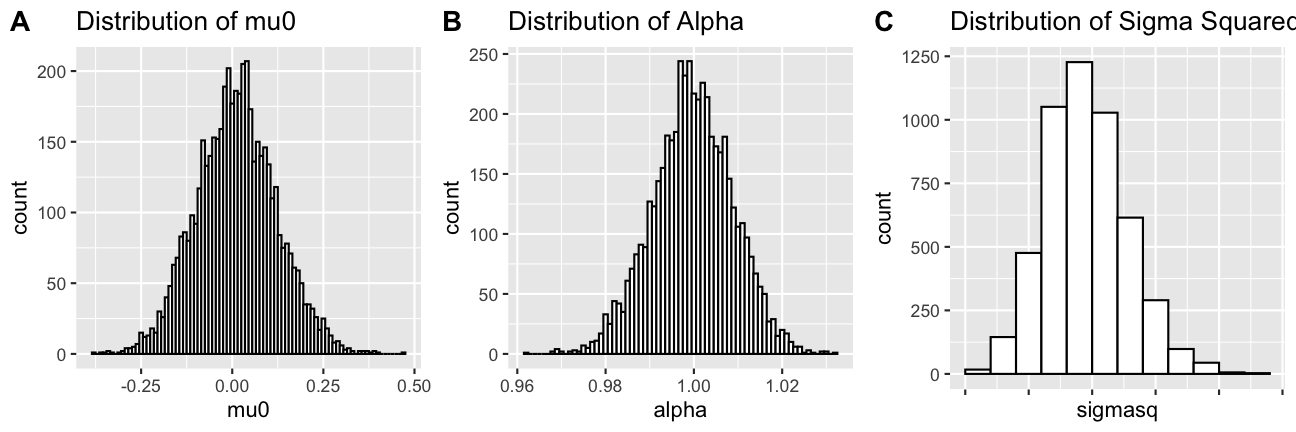 A
Distribution of mu0
count
200
150
100
50
0
-0.25
0.00
0.25
0.50
mu0
B
Distribution of Alpha
count
250
200
150
100
50
0
0.96
0.98
1.00
1.02
alpha
C
Distribution of Sigma Squared
count
1250
1000
750
500
250
0
sigmasq